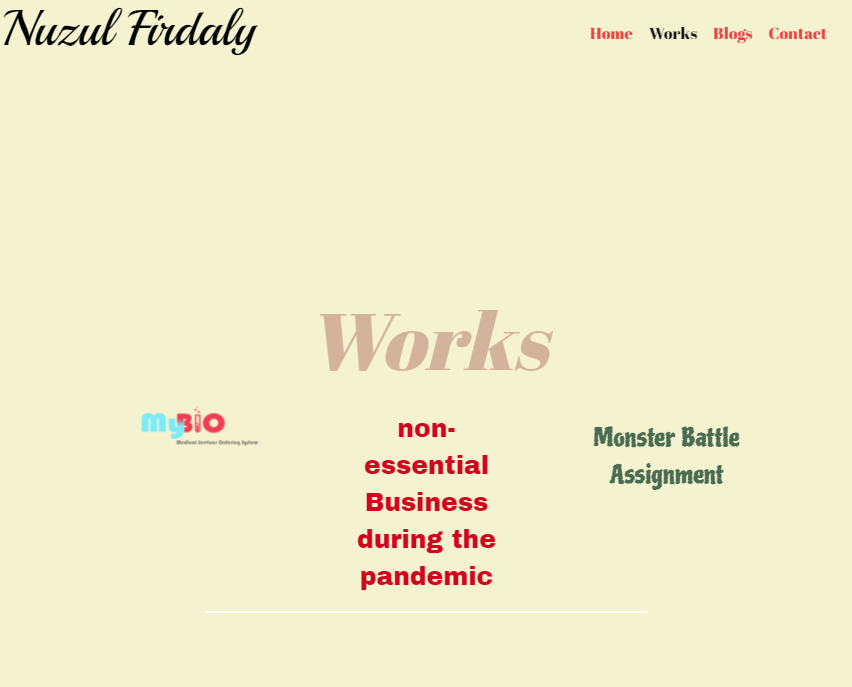 Nuzul Firdaly
Home Works Blogs Contact
Works
MyBIO
Medical Services Ordering System
non-
essential
Business
during the
pandemic
Monster Battle
Assignment